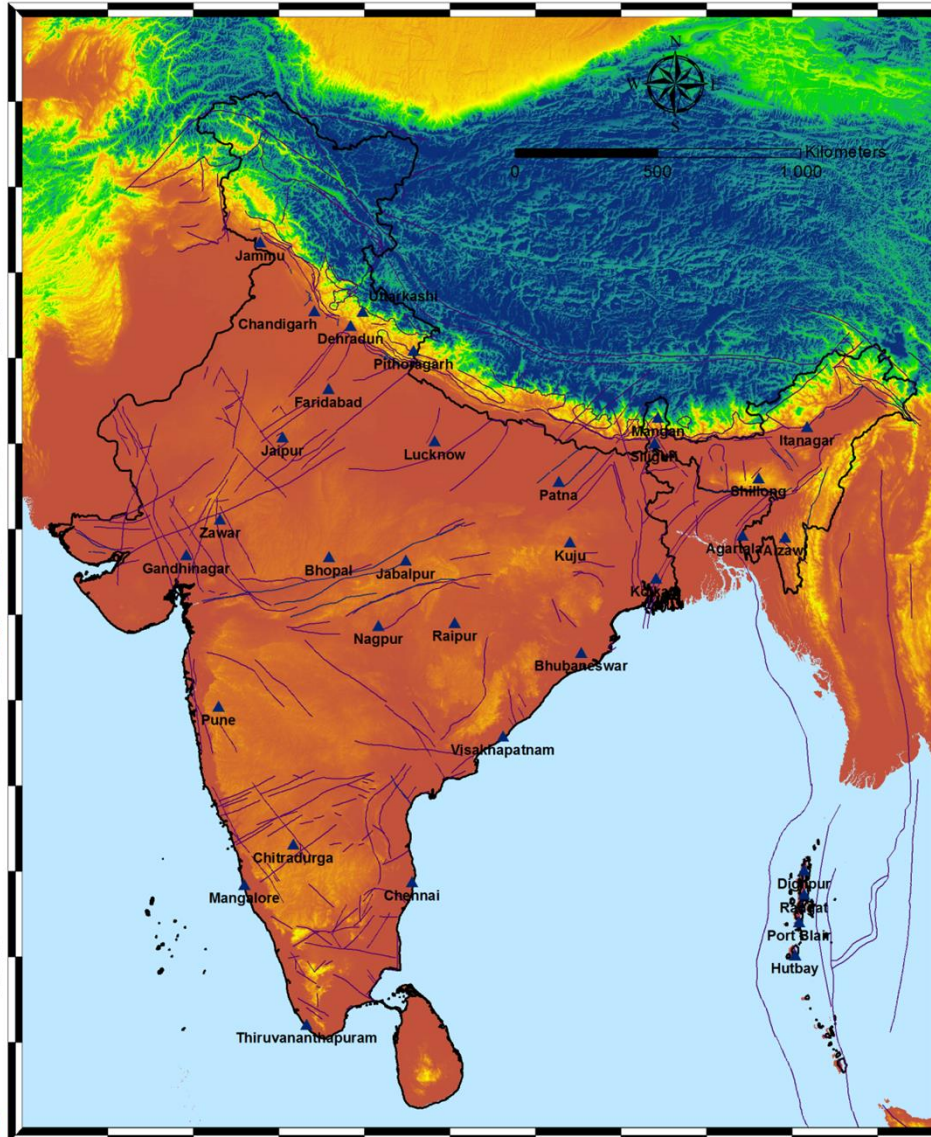 N
W E
S
Kilometers
0 500 1,000
Jammu
Uttarkashi
Chandigarh
Dehradun
Pithoragarh
Faridabad
Mangan
Itanagar
Jaipur
Lucknow
Siliguri
Patna
Shillong
Zawar
Agartala
Aizawl
Kuju
Gandhinagar
Bhopal
Jabalpur
Kolkata
Nagpur
Raipur
Bhubaneswar
Pune
Visakhapatnam
Chitradurga
Mangalore
Chennai
Diglipur
Rangat
Port Blair
Hutbay
Thiruvananthapuram